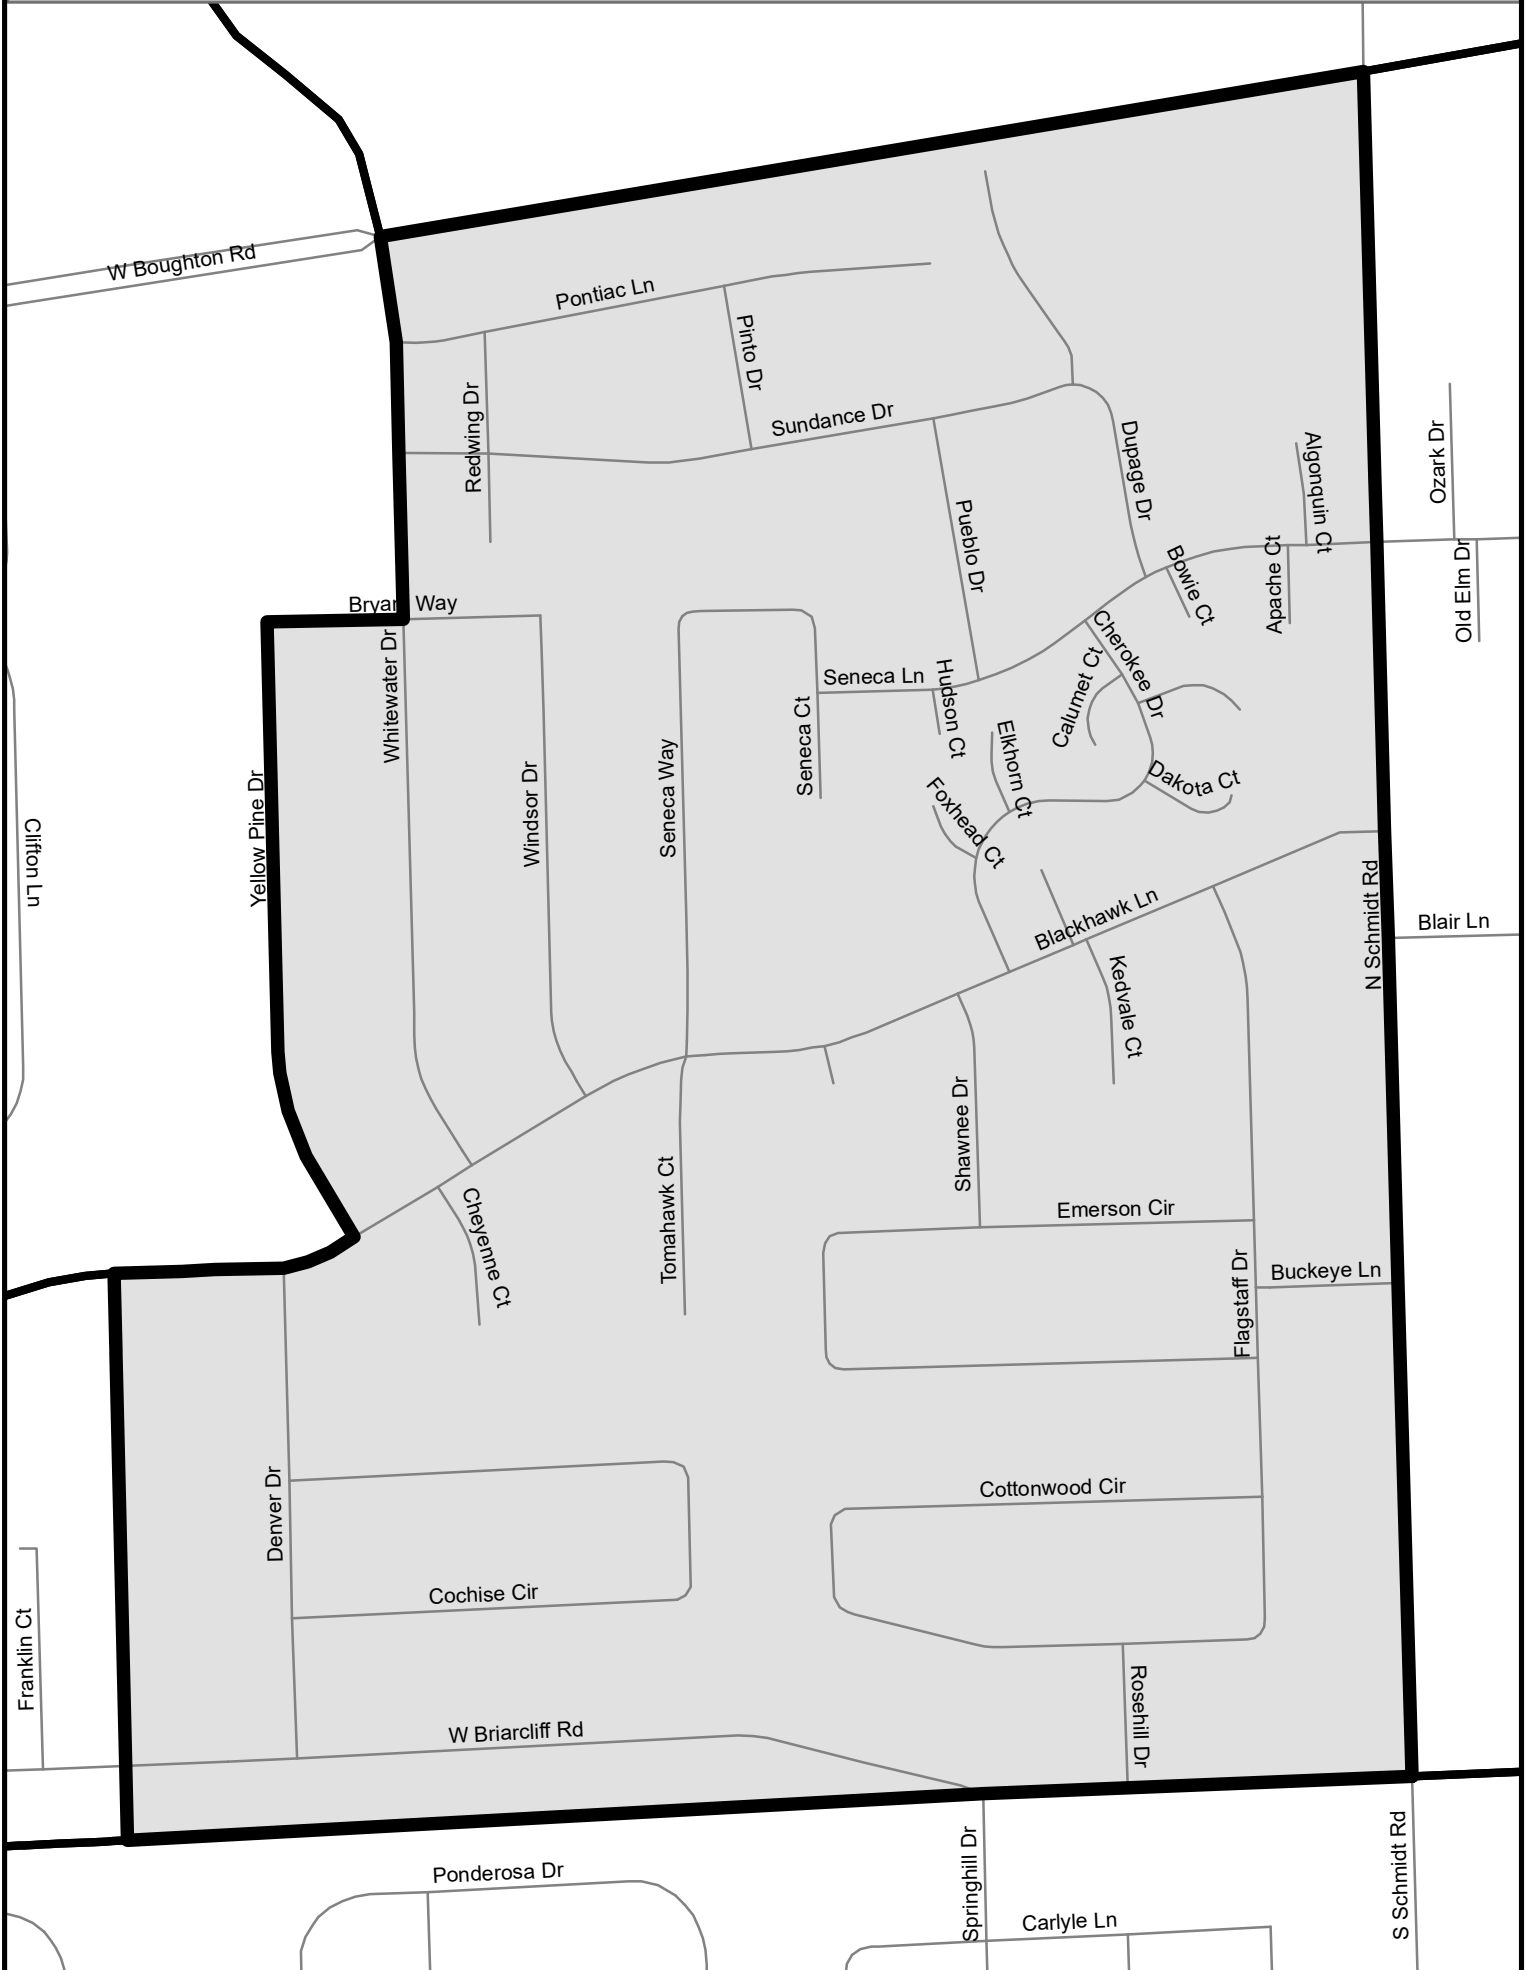 W Boughton Rd
Pontiac Ln
Pinto Dr
Redwing Dr
Sundance Dr
Dupage Dr
Algonquin Ct
Ozark Dr
Pueblo Dr
Bowie Ct
Apache Ct
Old Elm Dr
Way
Whitewater Dr
Cherokee Dr
Calumet Ct
Seneca Ln
Hudson Ct
Seneca Ct
Elkhorn Ct
Seneca Way
Windsor Dr
Yellow Pine Dr
Clifton Ln
Dakota Ct
Foxhead Ct
N Schmidt Rd
Blair Ln
Blackhawk Ln
Kedvale Ct
Shawnee Dr
Tomahawk Ct
Cheyenne Ct
Emerson Cir
Flagstaff Dr
Buckeye Ln
Denver Dr
Cottonwood Cir
Cochise Cir
Franklin Ct
Rosehill Dr
W Briarcliff Rd
Springhill Dr
S Schmidt Rd
Ponderosa Dr
Carlyle Ln